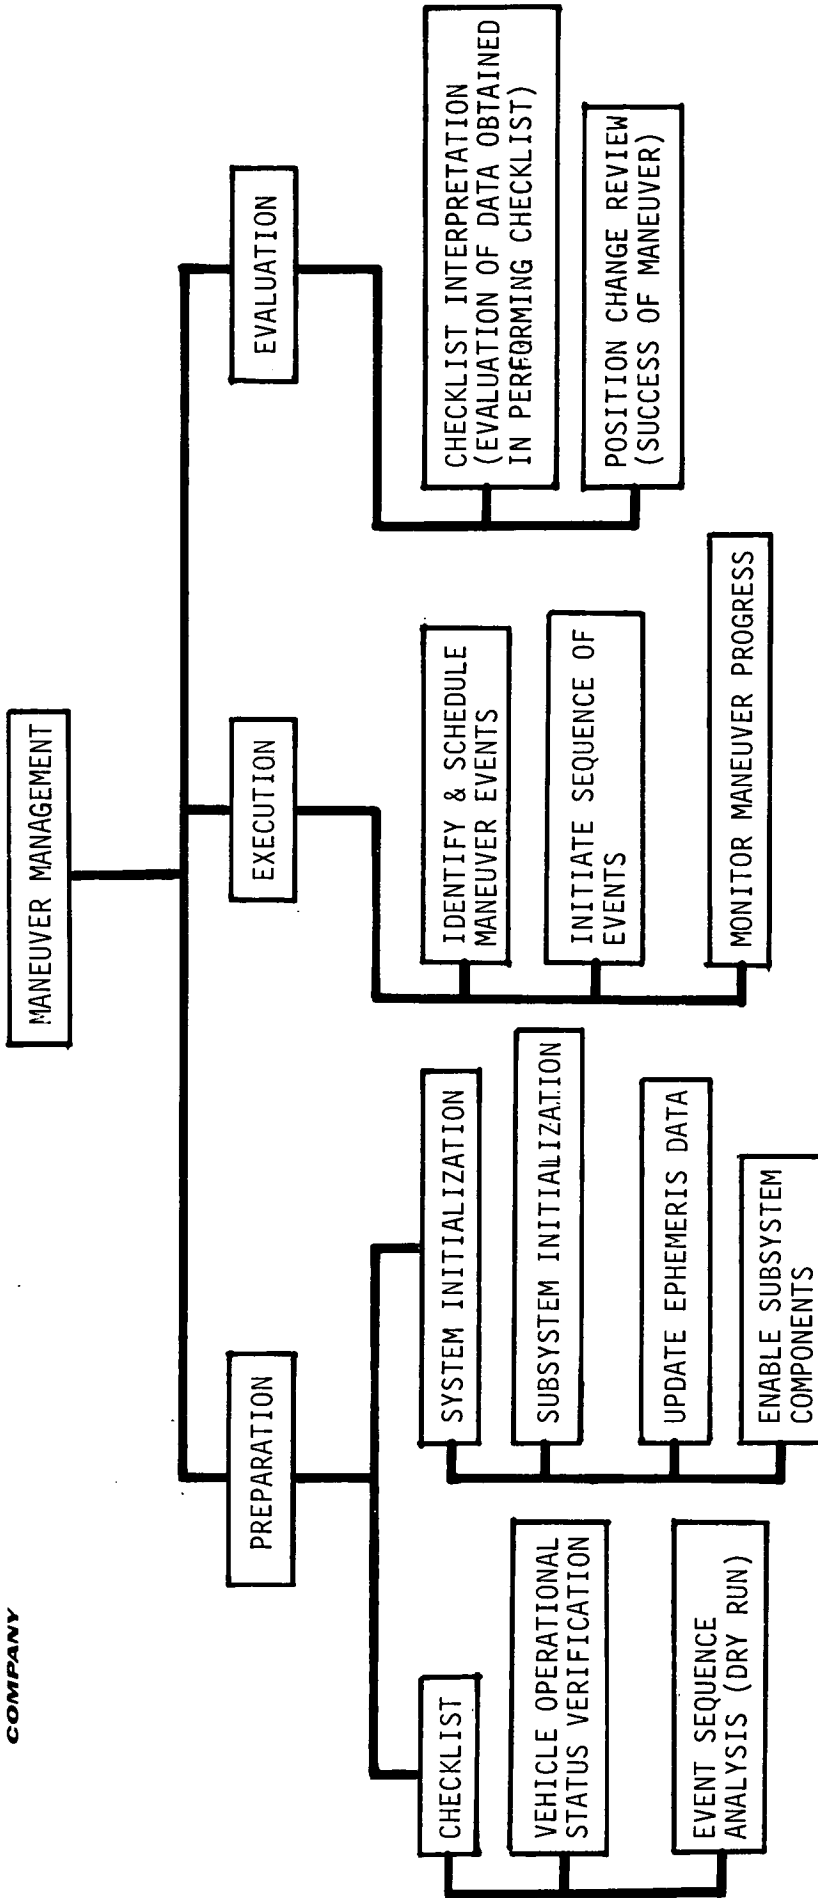 COMPANY
MANEUVER MANAGEMENT
PREPARATION
EXECUTION
EVALUATION
CHECKLIST
VEHICLE OPERATIONAL
STATUS VERIFICATION
EVENT SEQUENCE
ANALYSIS (DRY RUN)
SYSTEM INITIALIZATION
SUBSYSTEM INITIALIZATION
UPDATE EPHEMERIS DATA
ENABLE SUBSYSTEM
COMPONENTS
IDENTIFY & SCHEDULE
MANEUVER EVENTS
INITIATE SEQUENCE OF
EVENTS
MONITOR MANEUVER PROGRESS
CHECKLIST INTERPRETATION
(EVALUATION OF DATA OBTAINED
IN PERFORMING CHECKLIST)
POSITION CHANGE REVIEW
(SUCCESS OF MANEUVER)